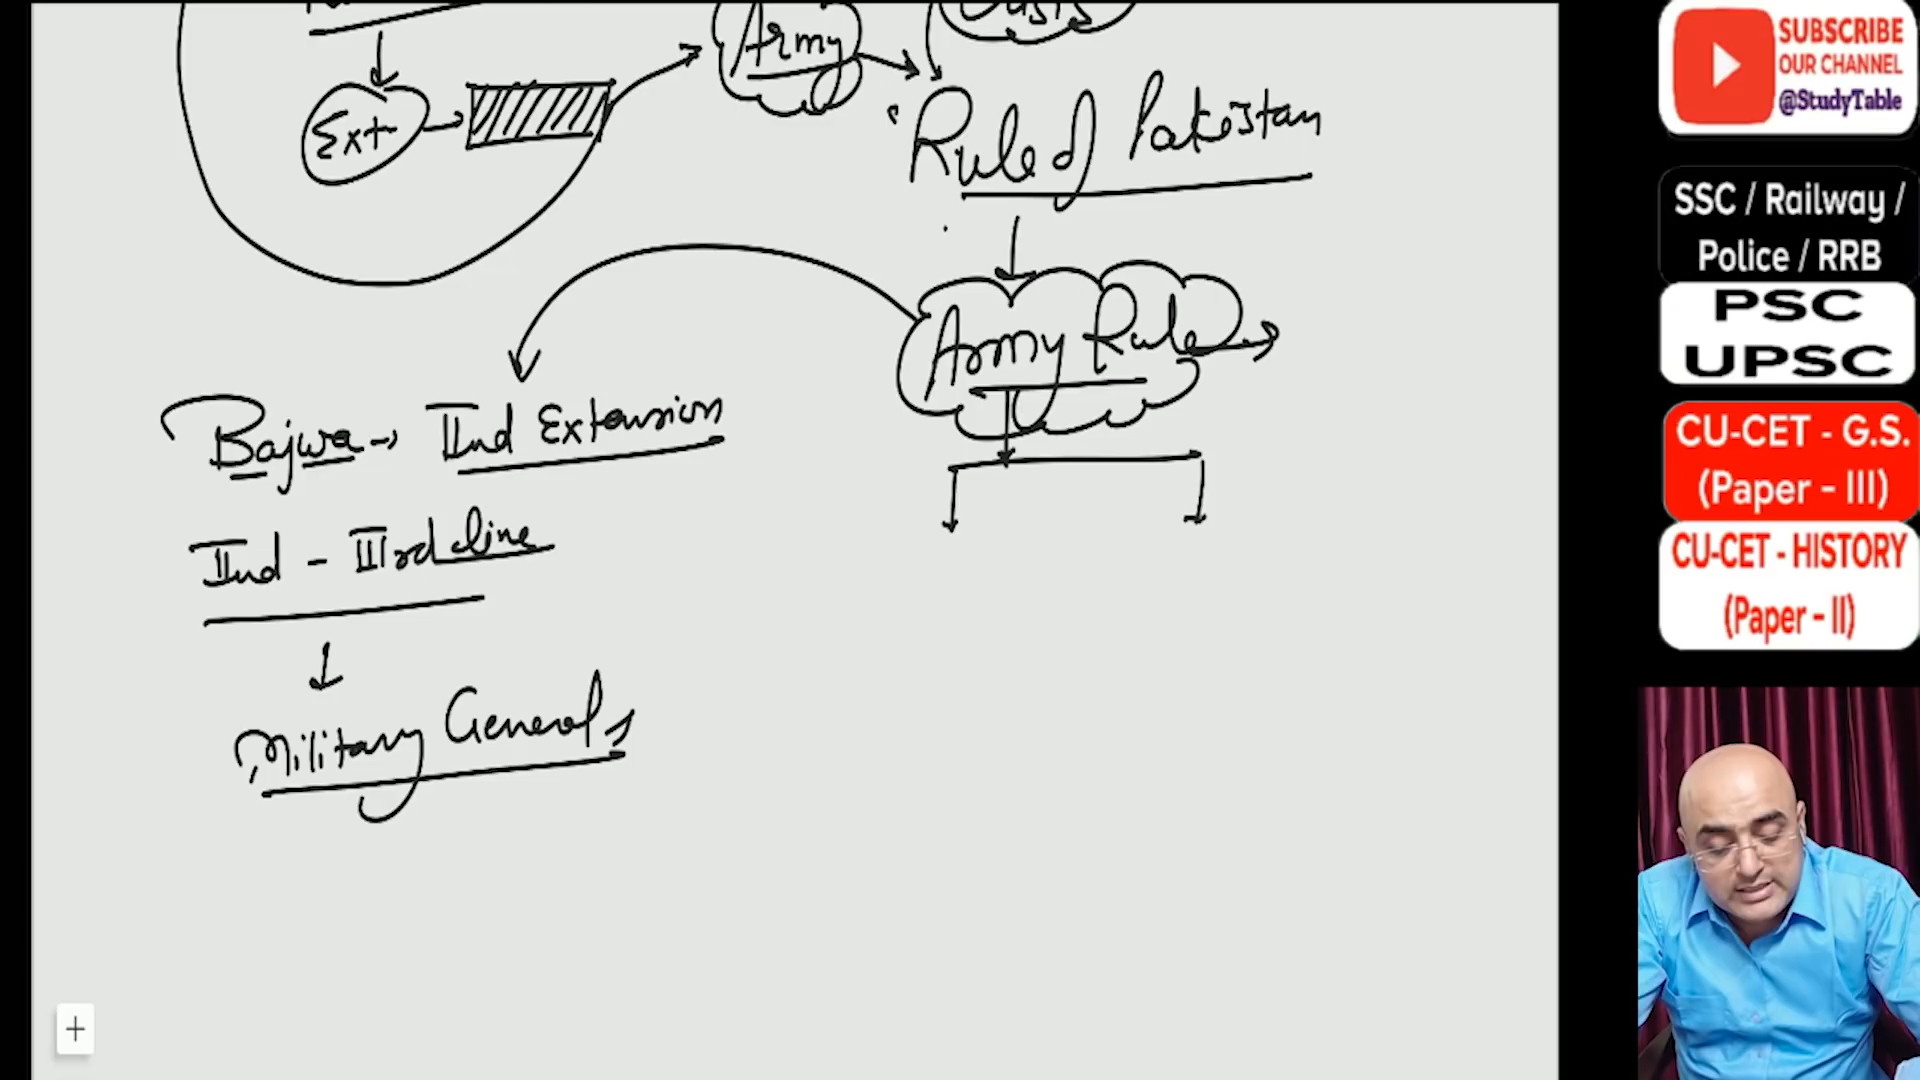 Army
Ext
Rule of Pakistan
Army Rule
Bajwa → IInd Extension
IInd - IIIrd line
Military Generals
+
SUBSCRIBE
OUR CHANNEL
@StudyTable
SSC / Railway /
Police / RRB
PSC
UPSC
CU-CET - G.S.
(Paper - III)
CU-CET - HISTORY
(Paper - II)